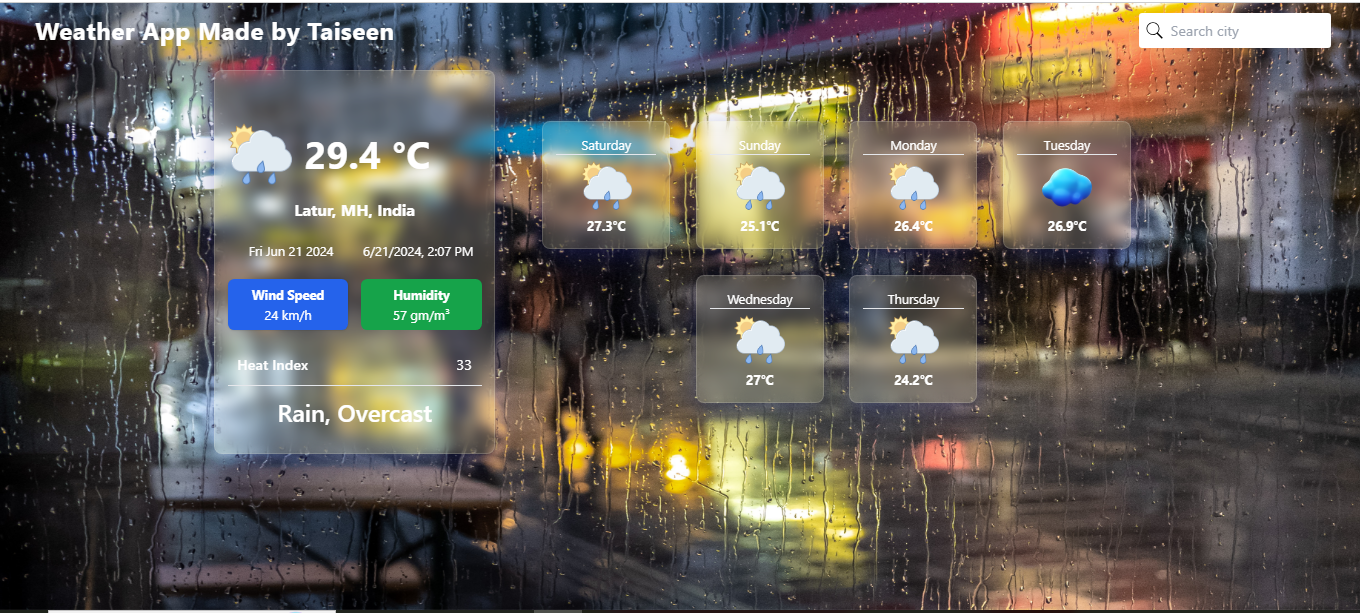 Weather App Made by Taiseen
Search city
29.4 °C
Latur, MH, India
Fri Jun 21 2024 6/21/2024, 2:07 PM
Wind Speed
24 km/h
Humidity
57 gm/m³
Heat Index 33
Rain, Overcast
Saturday
27.3°C
Sunday
25.1°C
Monday
26.4°C
Tuesday
26.9°C
Wednesday
27°C
Thursday
24.2°C